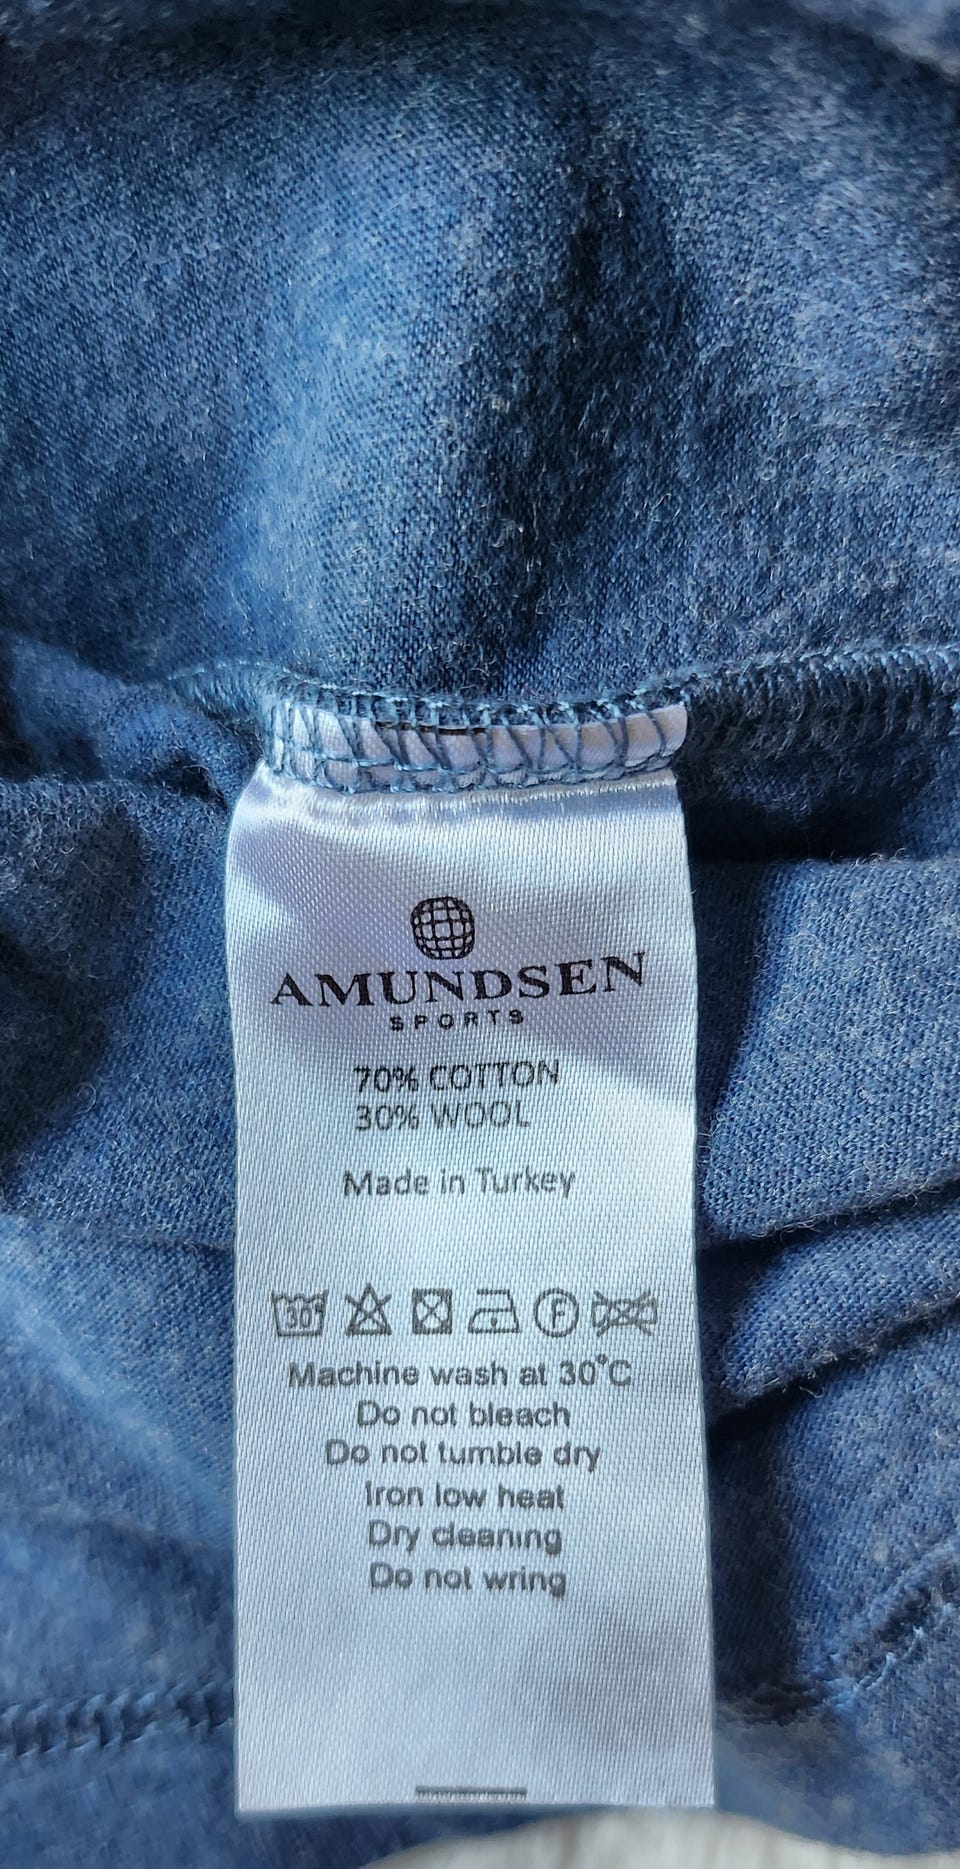 AMUNDSEN
SPORTS
70% COTTON
30% WOOL
Made in Turkey
30° F
Machine wash at 30°C
Do not bleach
Do not tumble dry
Iron low heat
Dry cleaning
Do not wring